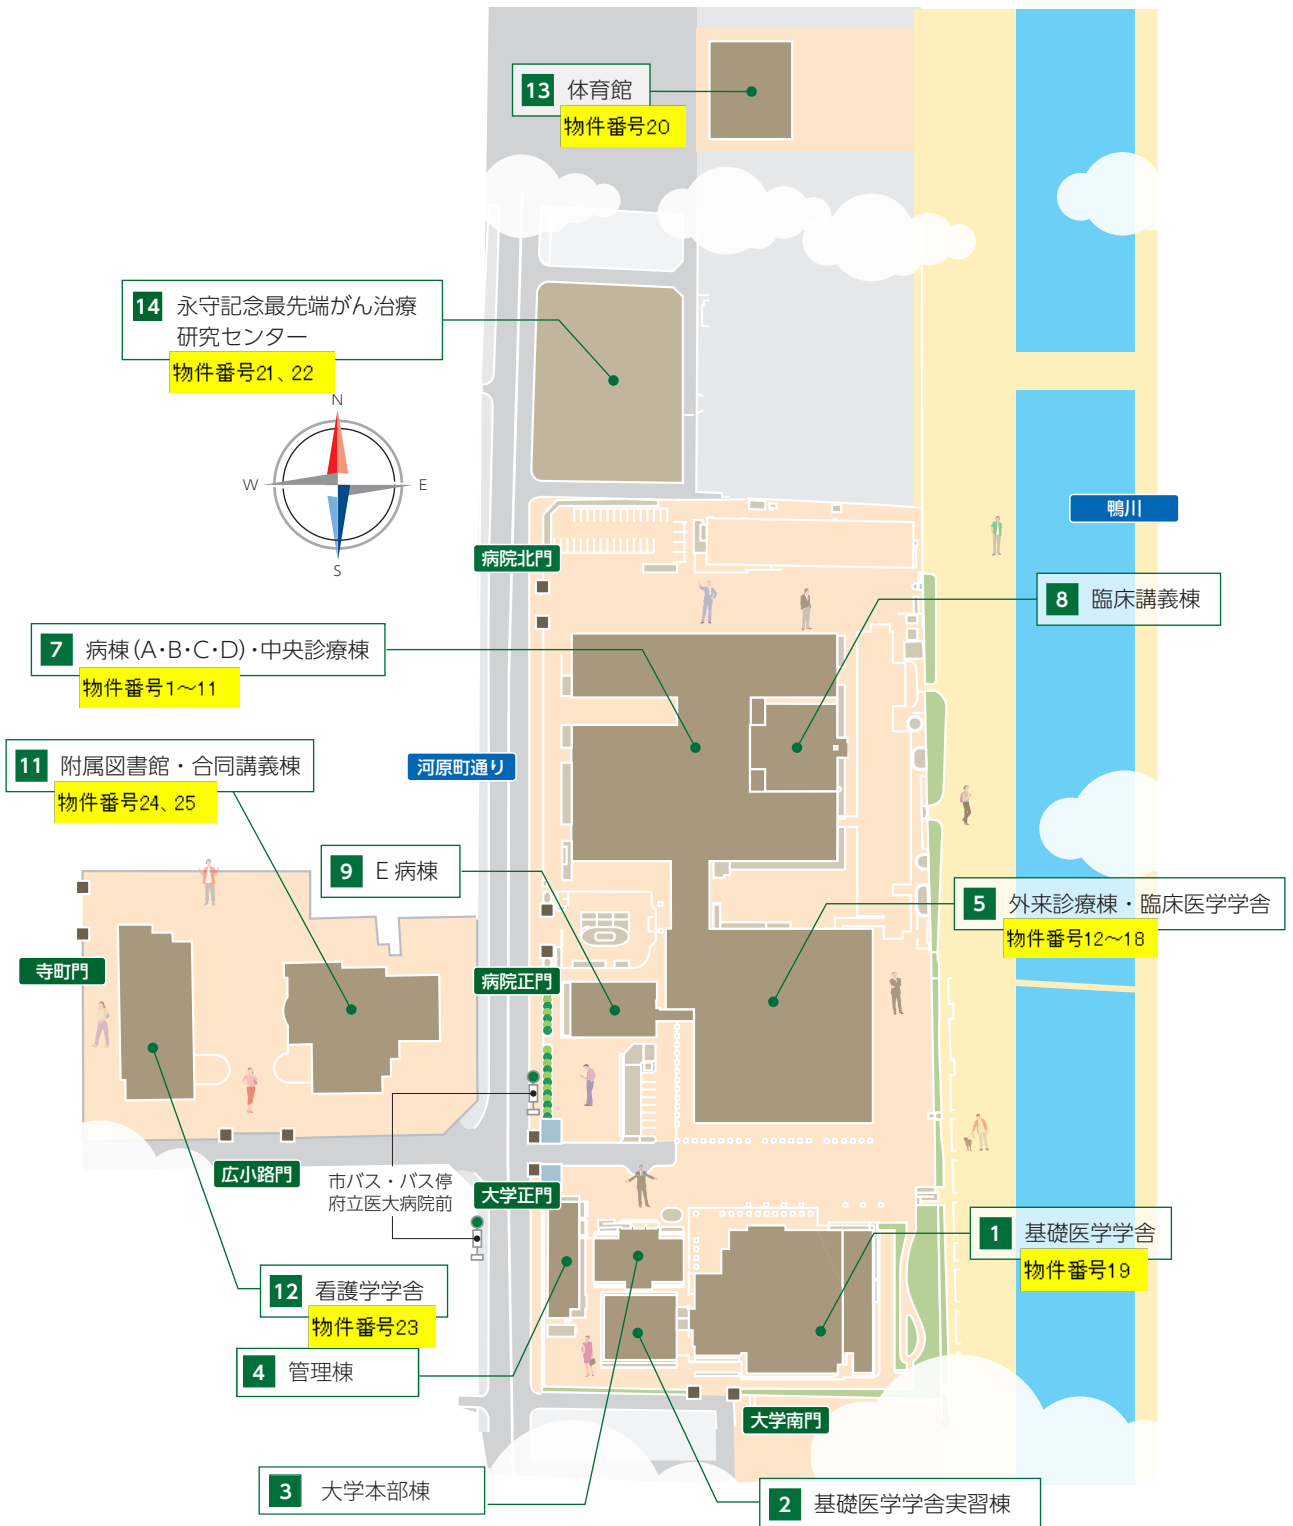 13 体育館
物件番号20
14 永守記念最先端がん治療
研究センター
物件番号21、22
N
W
E
S
鴨川
病院北門
8 臨床講義棟
7 病棟(A・B・C・D)・中央診療棟
物件番号1～11
11 附属図書館・合同講義棟
物件番号24、25
河原町通り
9 E 病棟
5 外来診療棟・臨床医学学舎
物件番号12～18
寺町門
病院正門
広小路門
市バス・バス停
府立医大病院前
大学正門
1 基礎医学学舎
物件番号19
12 看護学学舎
物件番号23
4 管理棟
大学南門
3 大学本部棟
2 基礎医学学舎実習棟